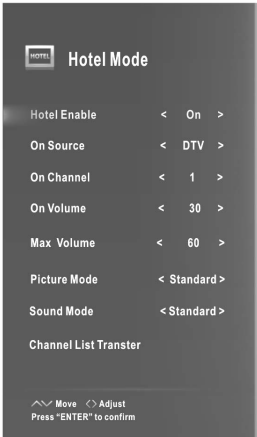 HOTEL
Hotel Mode
Hotel Enable < On >
On Source < DTV >
On Channel < 1 >
On Volume < 30 >
Max Volume < 60 >
Picture Mode < Standard >
Sound Mode < Standard >
Channel List Transter
Move <> Adjust
Press “ENTER” to confirm